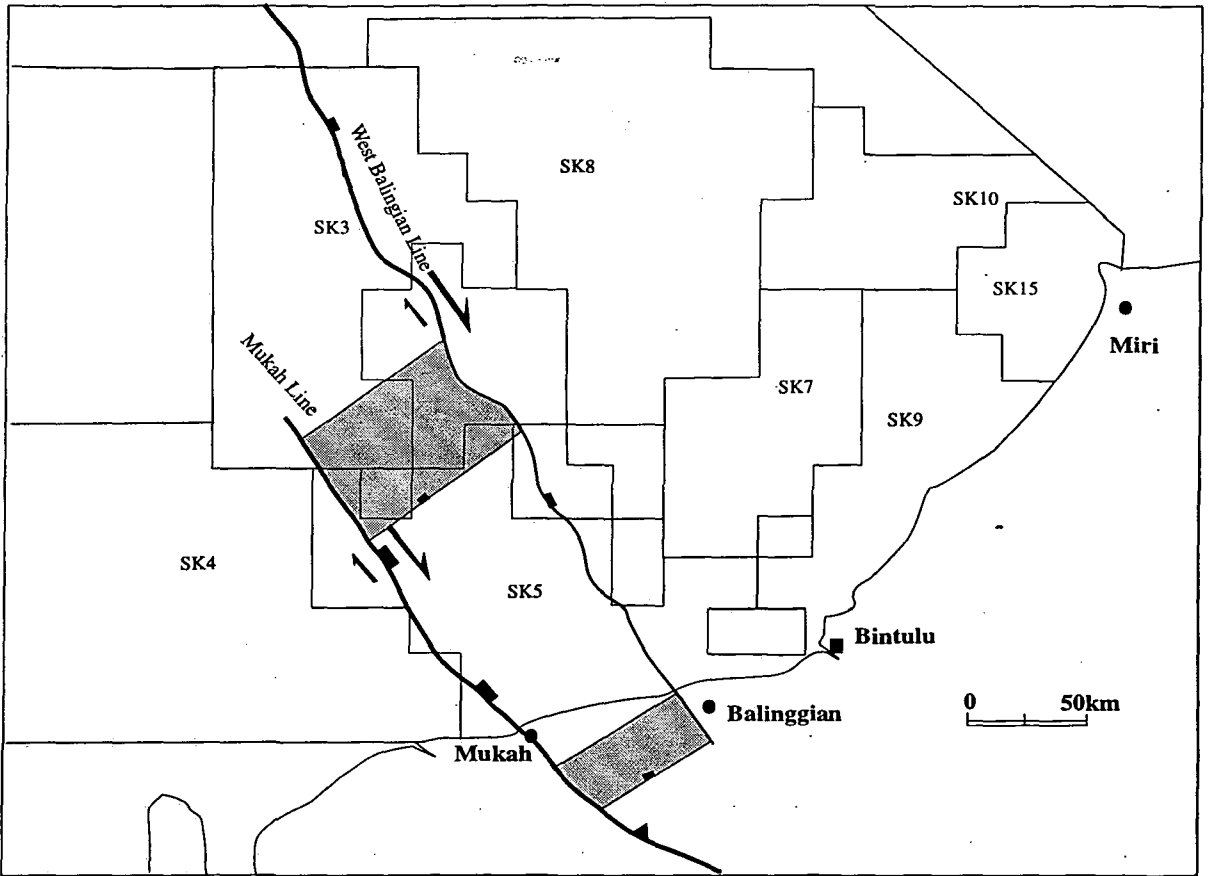 SK8
West Balingian Line
SK10
SK3
SK15
Miri
Mukah Line
SK7
SK9
SK4
SK5
Bintulu
0 50km
Balinggian
Mukah